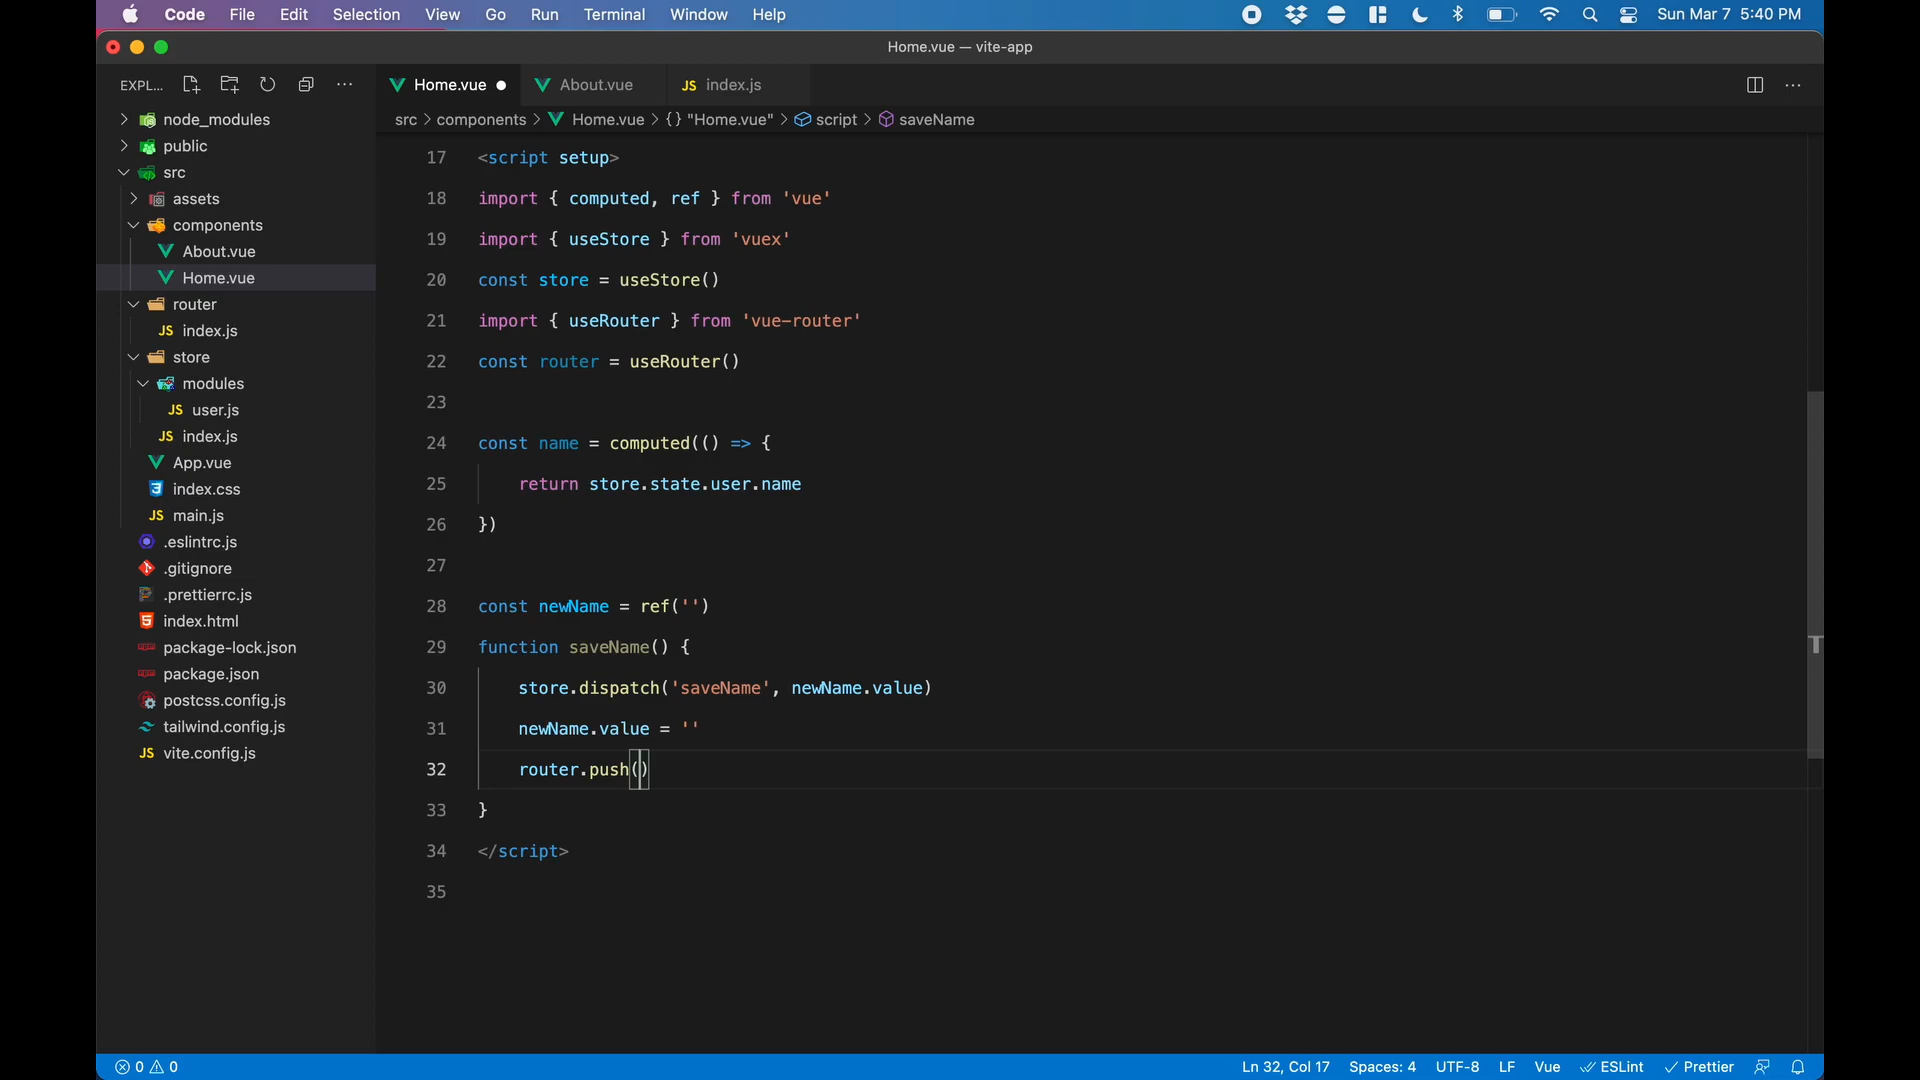 Code File Edit Selection View Go Run Terminal Window Help Sun Mar 7 5:40 PM
Home.vue — vite-app
EXPL... Home.vue About.vue JS index.js
src > components > Home.vue > {} "Home.vue" > script > saveName
node_modules
public
src
assets
components
About.vue
Home.vue
router
JS index.js
store
modules
JS user.js
JS index.js
App.vue
index.css
JS main.js
.eslintrc.js
.gitignore
.prettierrc.js
index.html
package-lock.json
package.json
postcss.config.js
tailwind.config.js
JS vite.config.js
17 <script setup>
18 import { computed, ref } from 'vue'
19 import { useStore } from 'vuex'
20 const store = useStore()
21 import { useRouter } from 'vue-router'
22 const router = useRouter()
23
24 const name = computed(() => {
25 return store.state.user.name
26 })
27
28 const newName = ref('')
29 function saveName() {
30 store.dispatch('saveName', newName.value)
31 newName.value = ''
32 router.push()
33 }
34 </script>
35
0 0 Ln 32, Col 17 Spaces: 4 UTF-8 LF Vue ESLint Prettier